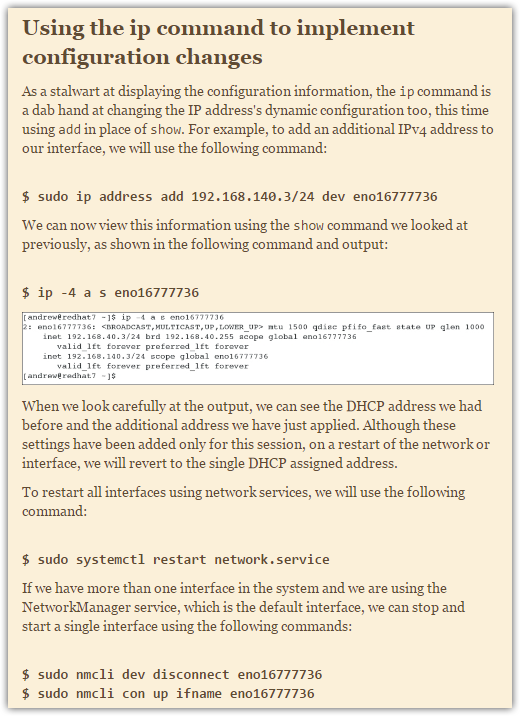 Using the ip command to implement
configuration changes
As a stalwart at displaying the configuration information, the ip command is
a dab hand at changing the IP address's dynamic configuration too, this time
using add in place of show. For example, to add an additional IPv4 address to
our interface, we will use the following command:
$ sudo ip address add 192.168.140.3/24 dev eno16777736
We can now view this information using the show command we looked at
previously, as shown in the following command and output:
$ ip -4 a s eno16777736
[andrew@redhat7 ~]$ ip -4 a s eno16777736
2: eno16777736: <BROADCAST,MULTICAST,UP,LOWER_UP> mtu 1500 qdisc pfifo_fast state UP qlen 1000
inet 192.168.40.3/24 brd 192.168.40.255 scope global eno16777736
valid_lft forever preferred_lft forever
inet 192.168.140.3/24 scope global eno16777736
valid_lft forever preferred_lft forever
[andrew@redhat7 ~]$
When we look carefully at the output, we can see the DHCP address we had
before and the additional address we have just applied. Although these
settings have been added only for this session, on a restart of the network or
interface, we will revert to the single DHCP assigned address.
To restart all interfaces using network services, we will use the following
command:
$ sudo systemctl restart network.service
If we have more than one interface in the system and we are using the
NetworkManager service, which is the default interface, we can stop and
start a single interface using the following commands:
$ sudo nmcli dev disconnect eno16777736
$ sudo nmcli con up ifname eno16777736